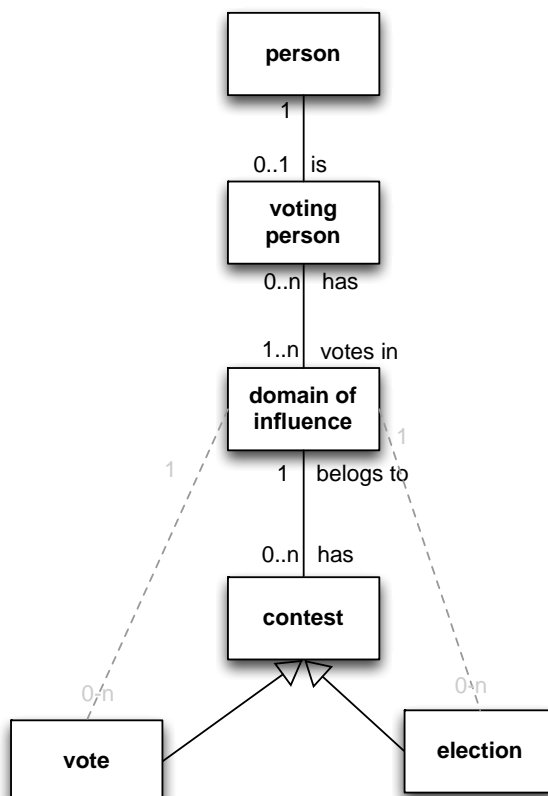 person
1
0..1 is
voting
person
0..n has
1..n votes in
domain of
influence
1
1
1 belogs to
0..n has
contest
0-n
0-n
vote
election